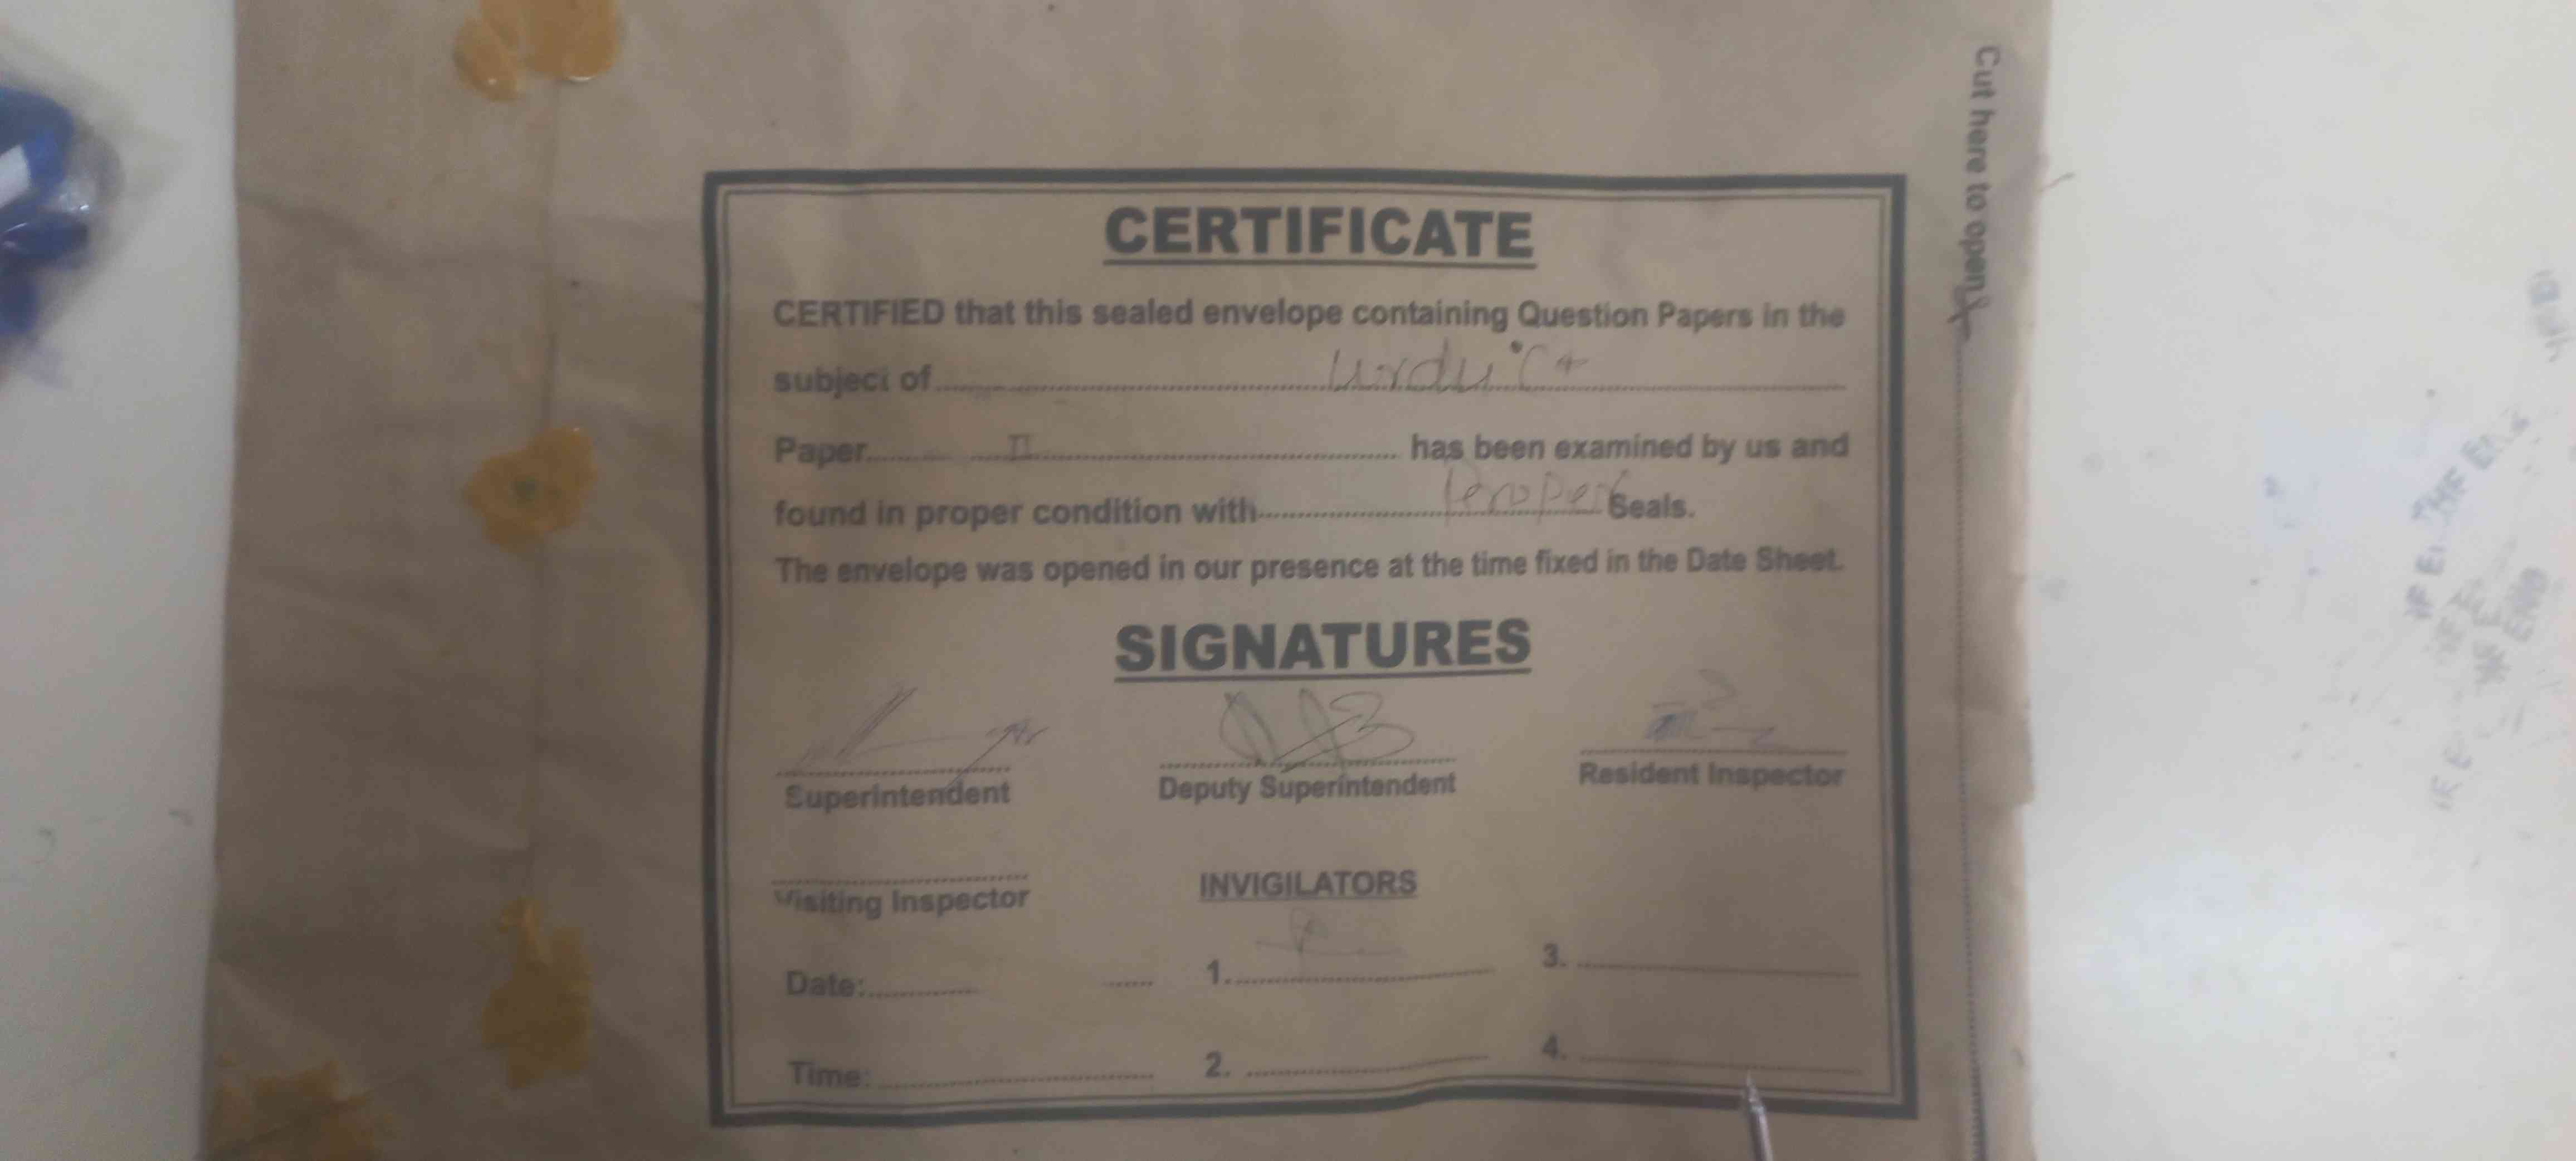 Cut here to open
CERTIFICATE
CERTIFIED that this sealed envelope containing Question Papers in the
subject of Urdu
Paper II has been examined by us and
found in proper condition with Proper Seals.
The envelope was opened in our presence at the time fixed in the Date Sheet.
SIGNATURES
Superintendent Deputy Superintendent Resident Inspector
Visiting Inspector INVIGILATORS
Date: 1. 3.
Time: 2. 4.